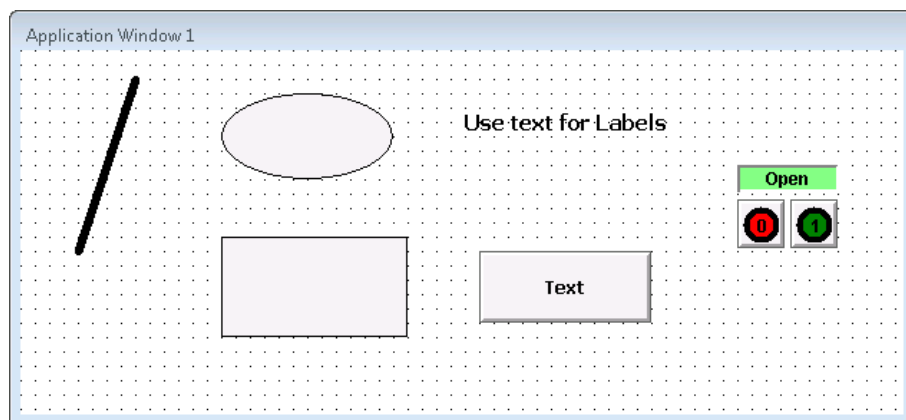 Application Window 1
Use text for Labels
Open
0 1
Text